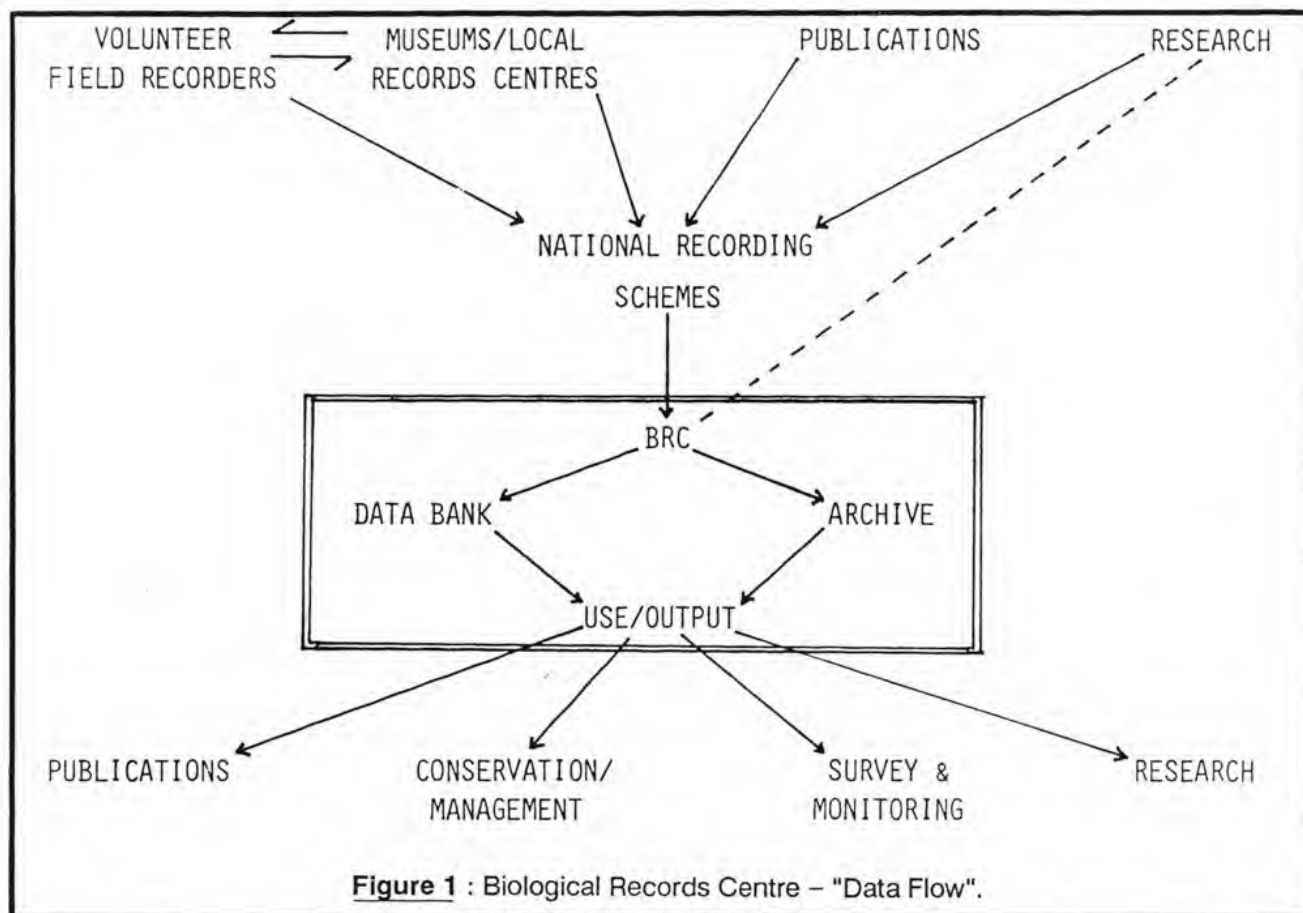 VOLUNTEER
FIELD RECORDERS
MUSEUMS/LOCAL
RECORDS CENTRES
PUBLICATIONS
RESEARCH
NATIONAL RECORDING
SCHEMES
BRC
DATA BANK
ARCHIVE
USE/OUTPUT
PUBLICATIONS
CONSERVATION/
MANAGEMENT
SURVEY &
MONITORING
RESEARCH
Figure 1 : Biological Records Centre – "Data Flow".